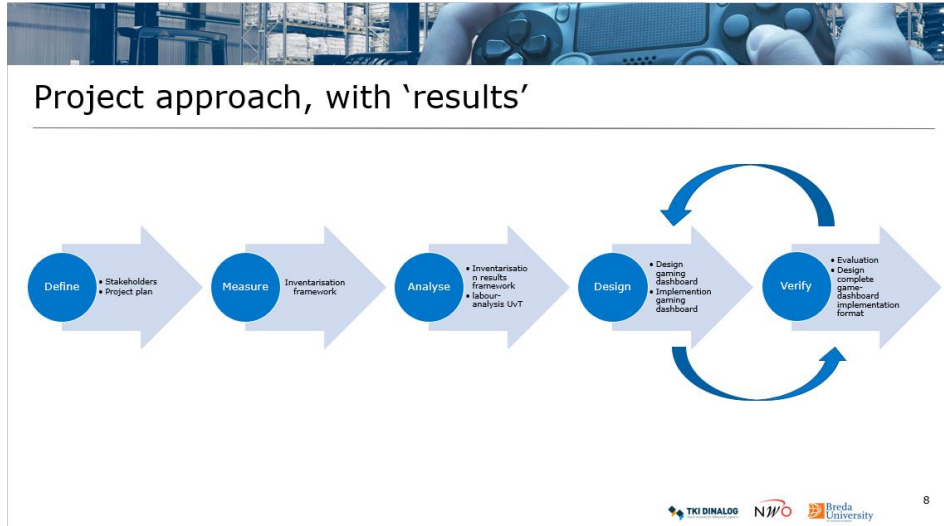 Project approach, with ‘results’
Define
• Stakeholders
• Project plan
Measure
Inventarisation
framework
Analyse
• Inventarisatio
n results
framework
• labour-
analysis UvT
Design
• Design
gaming
dashboard
• Implemention
gaming
dashboard
Verify
• Evaluation
• Design
complete
game-
dashboard
implementation
format
TKI DINALOG
NWO
Breda
University
8